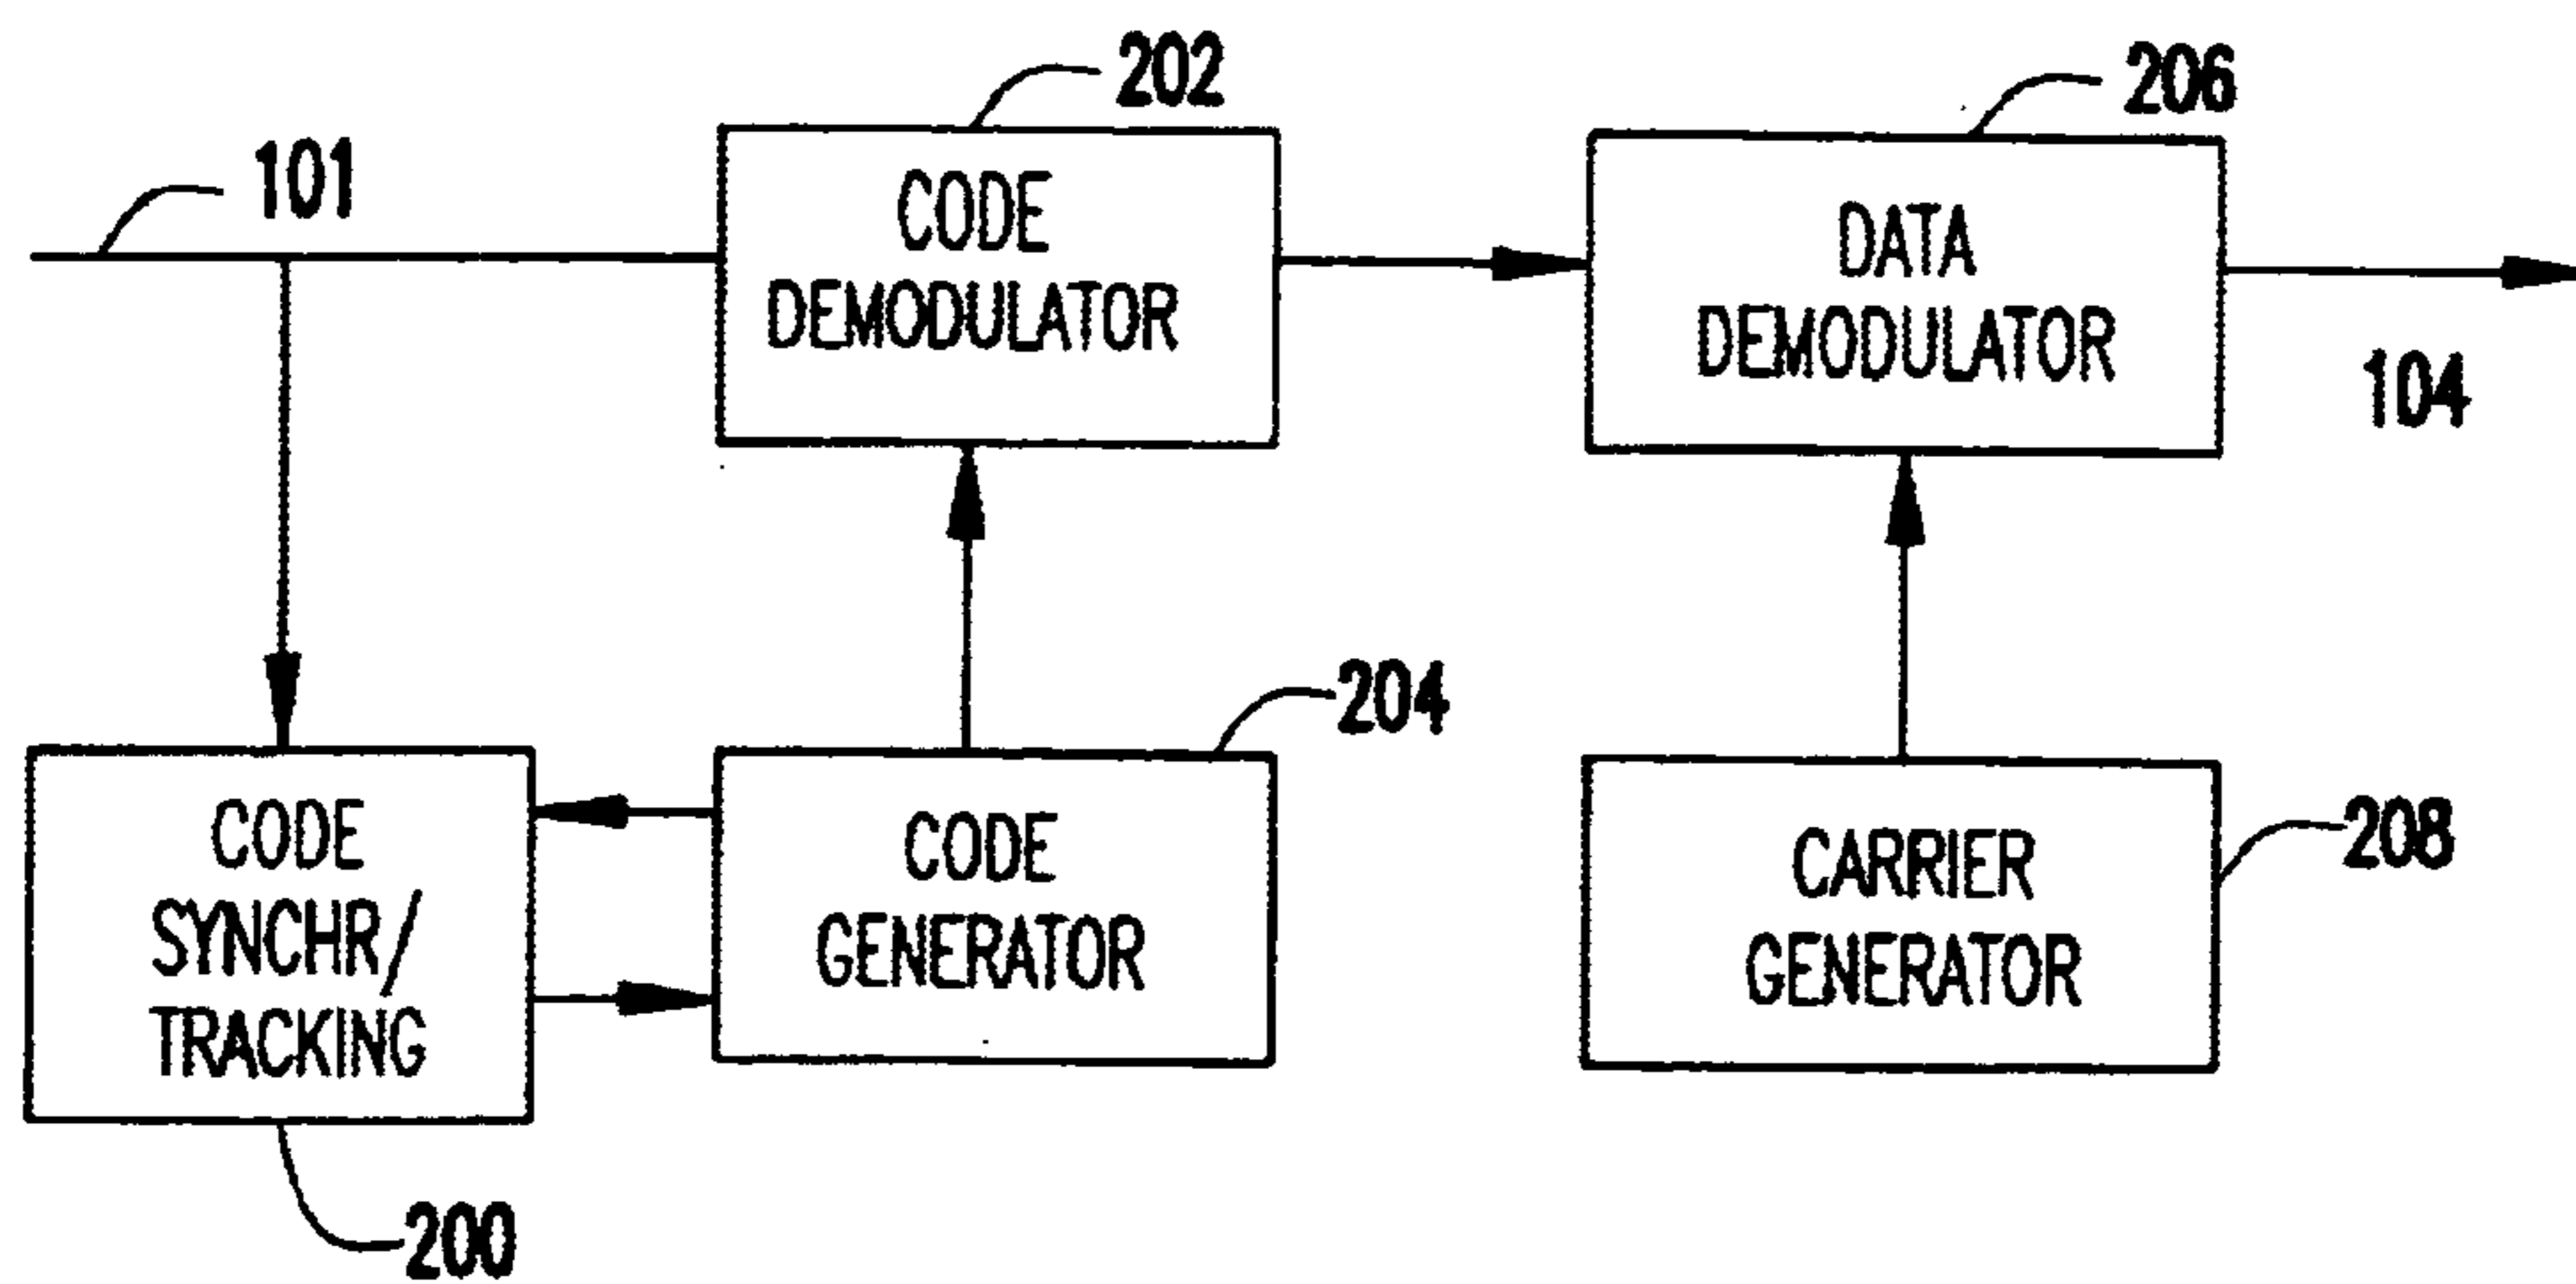 202
206
101
CODE
DEMODULATOR
DATA
DEMODULATOR
104
204
CODE
SYNCHR/
TRACKING
CODE
GENERATOR
CARRIER
GENERATOR
208
200